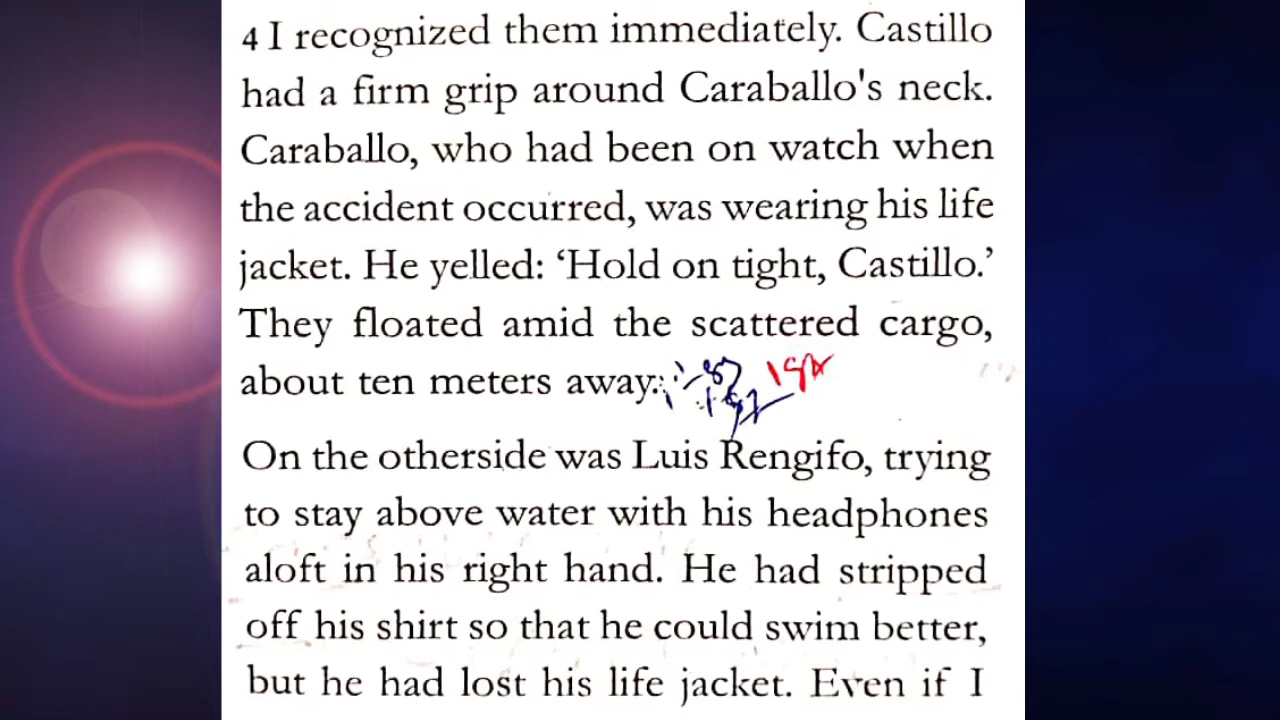 4 I recognized them immediately. Castillo
had a firm grip around Caraballo's neck.
Caraballo, who had been on watch when
the accident occurred, was wearing his life
jacket. He yelled: ‘Hold on tight, Castillo.’
They floated amid the scattered cargo,
about ten meters away.
On the otherside was Luis Rengifo, trying
to stay above water with his headphones
aloft in his right hand. He had stripped
off his shirt so that he could swim better,
but he had lost his life jacket. Even if I